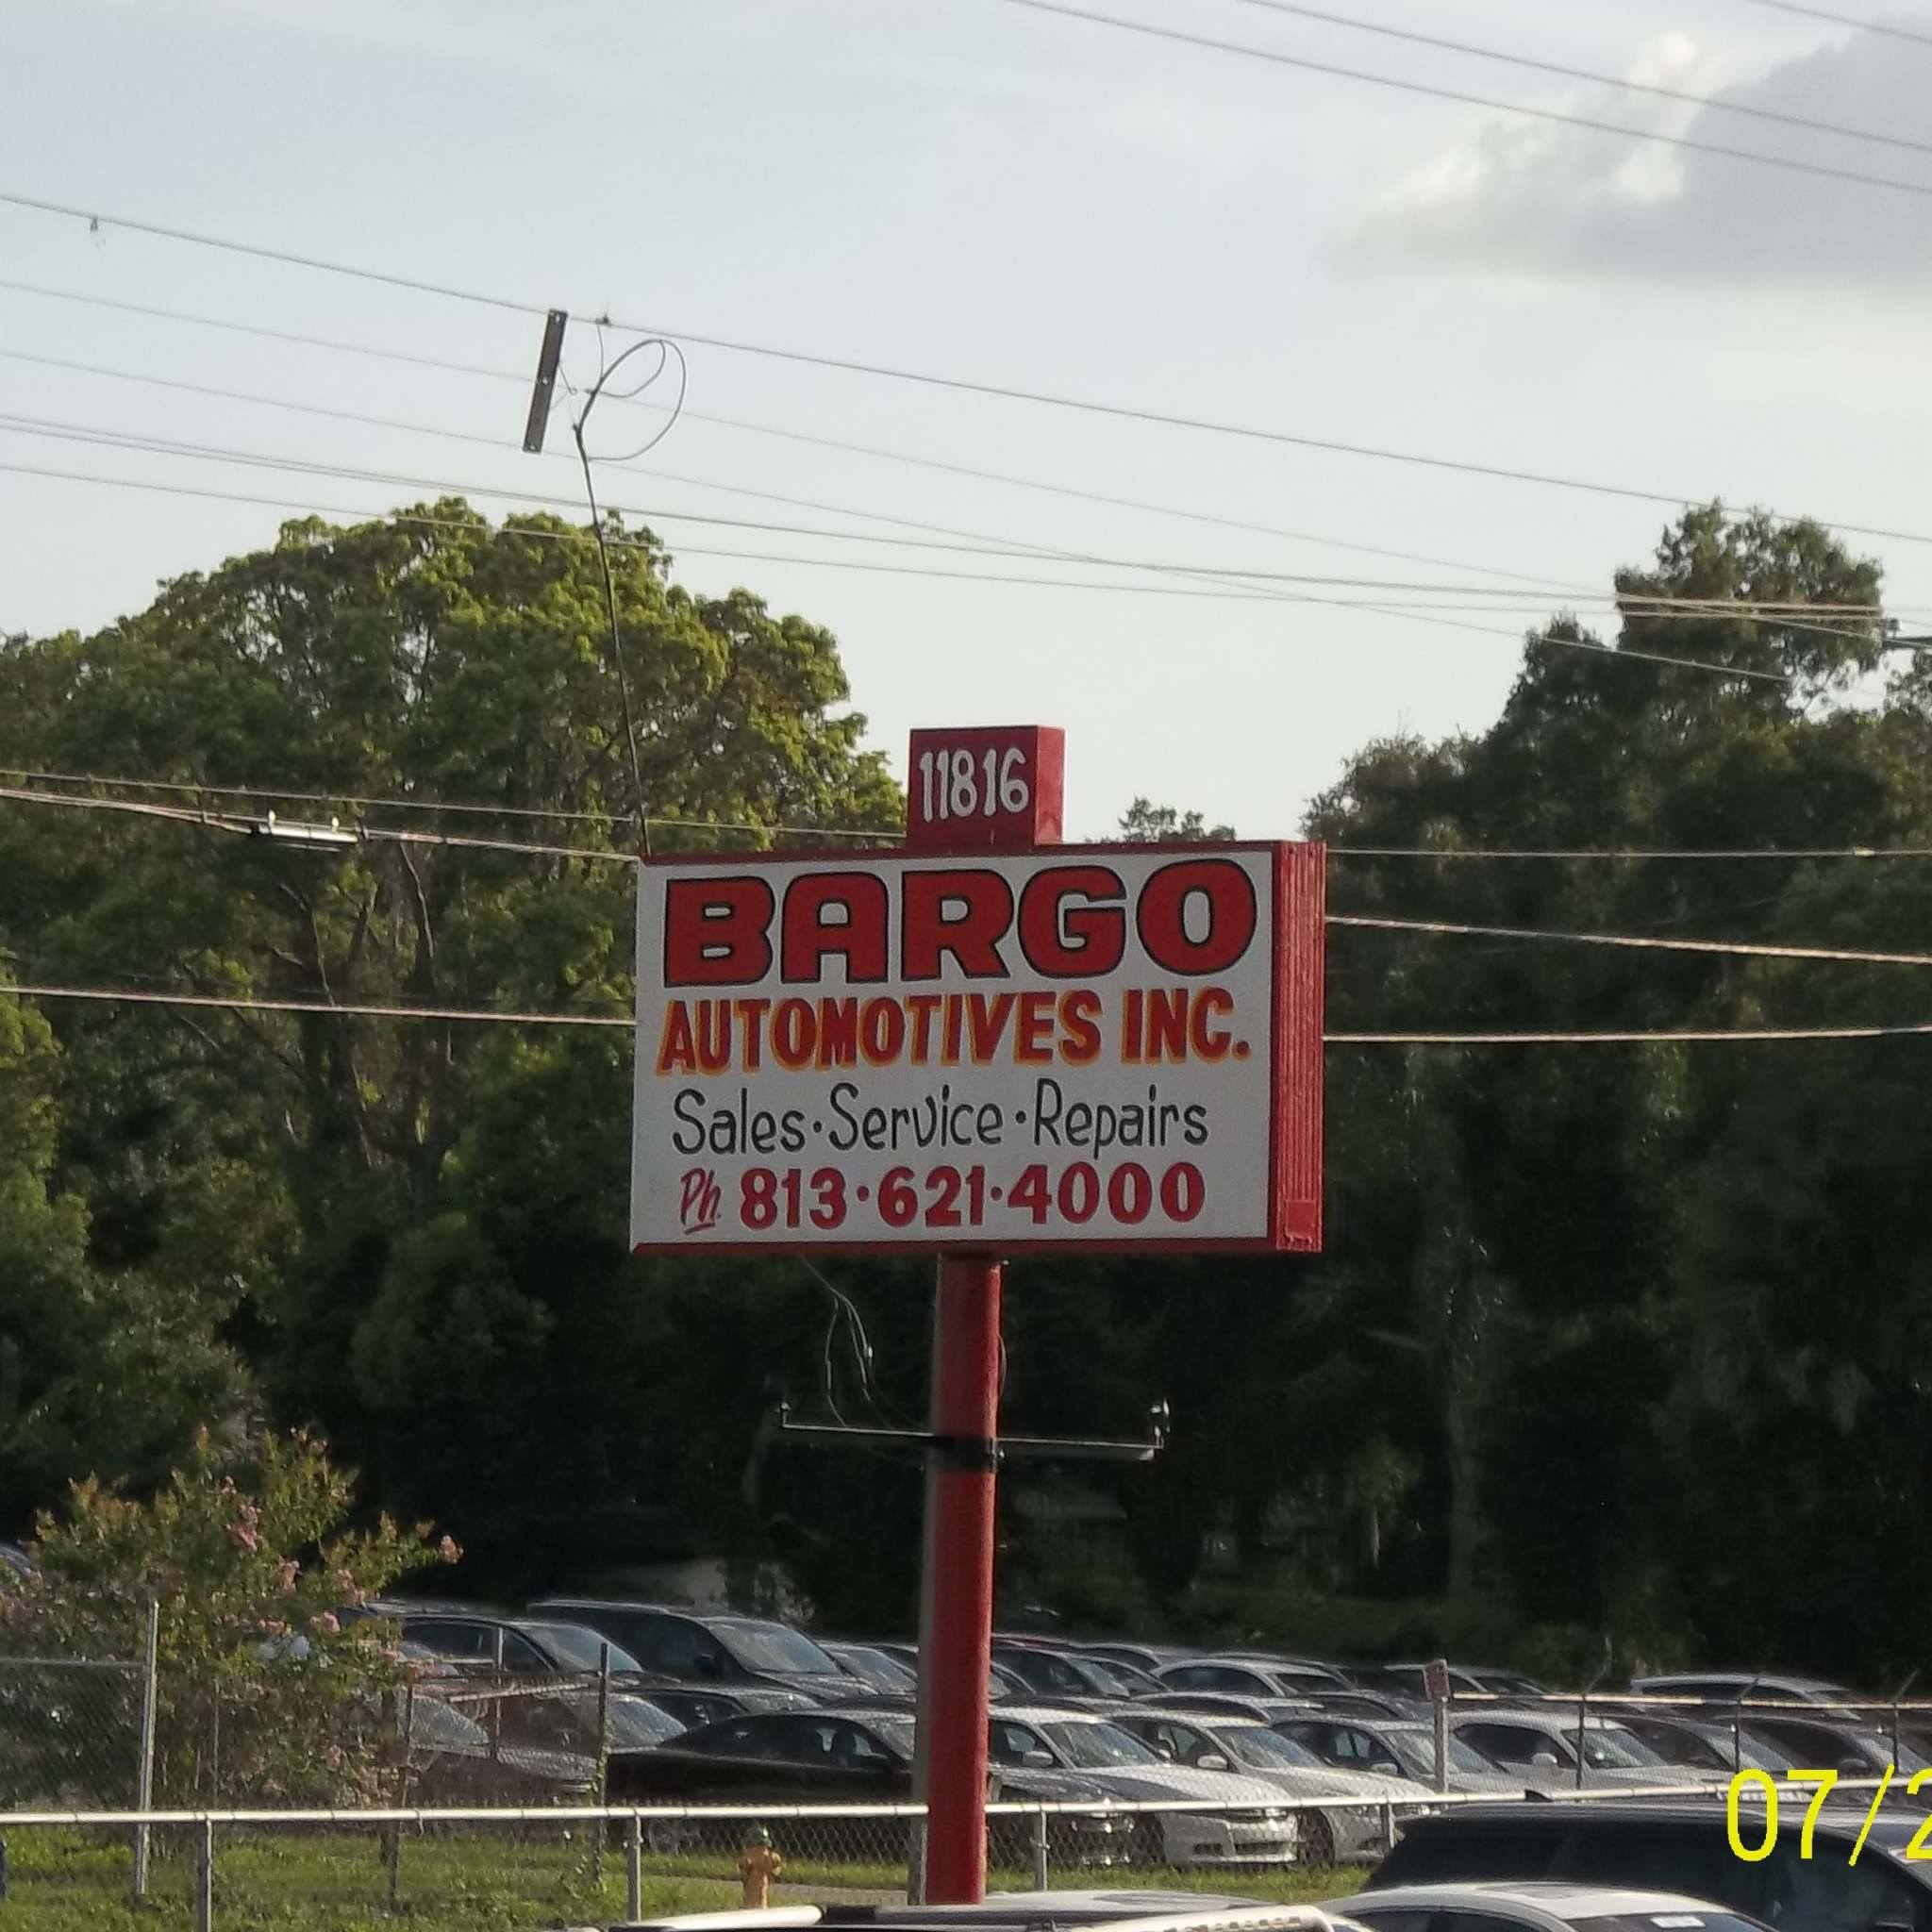 11816
BARGO
AUTOMOTIVES INC.
Sales·Service·Repairs
Ph. 813·621·4000
07/2